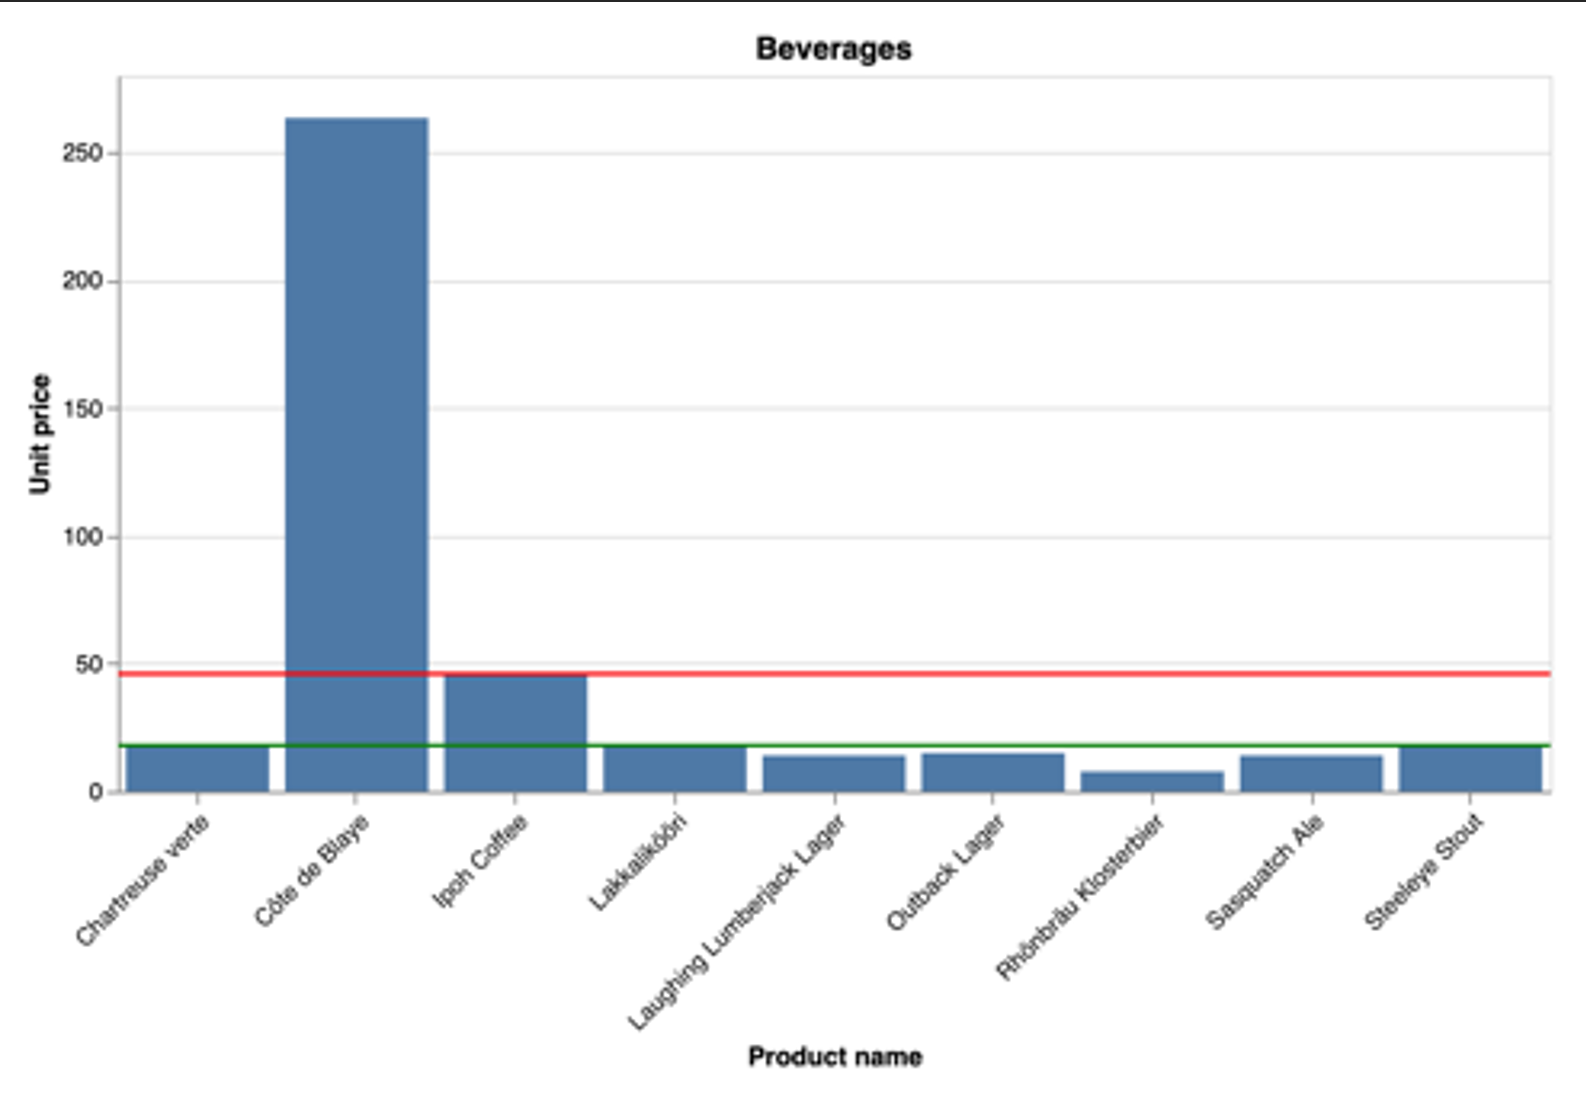 Beverages
250
200
150
100
50
0
Unit price
Chartreuse verte
Côte de Blaye
Ipoh Coffee
Lakkalikööri
Laughing Lumberjack Lager
Outback Lager
Rhönbräu Klosterbier
Sasquatch Ale
Steeleye Stout
Product name